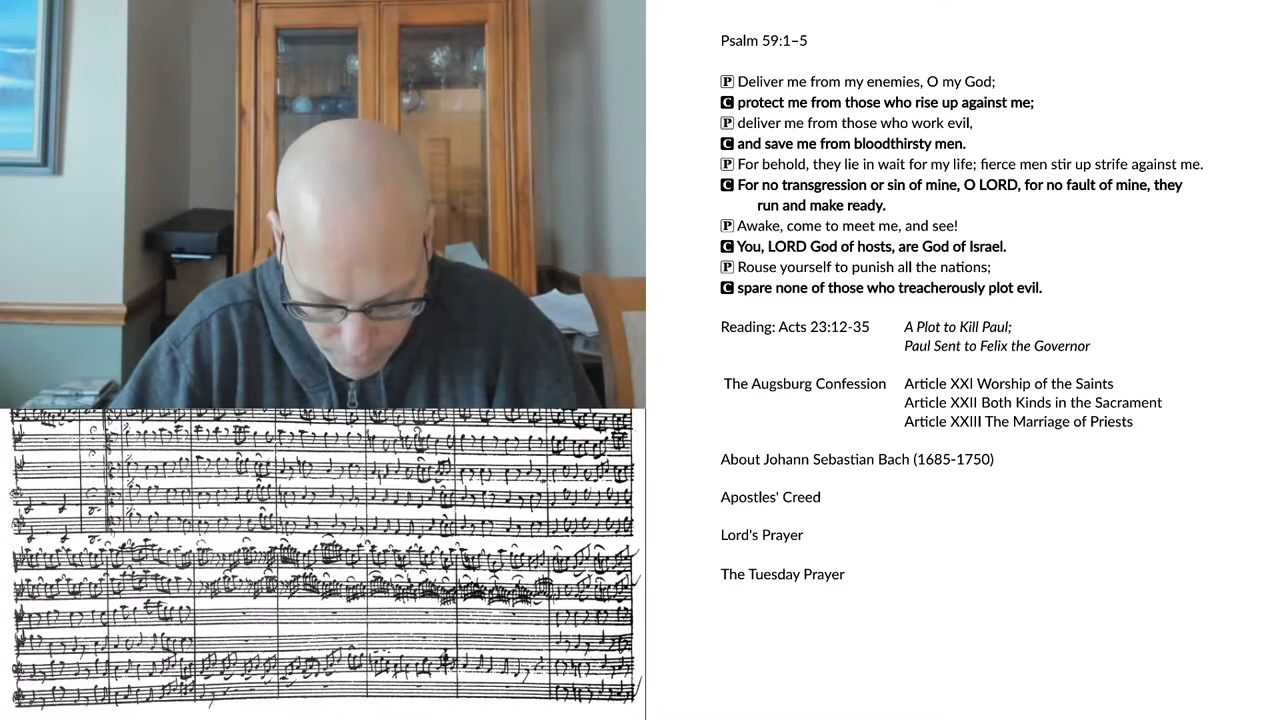 Psalm 59:1–5
P Deliver me from my enemies, O my God;
C protect me from those who rise up against me;
P deliver me from those who work evil,
C and save me from bloodthirsty men.
P For behold, they lie in wait for my life; fierce men stir up strife against me.
C For no transgression or sin of mine, O LORD, for no fault of mine, they
run and make ready.
P Awake, come to meet me, and see!
C You, LORD God of hosts, are God of Israel.
P Rouse yourself to punish all the nations;
C spare none of those who treacherously plot evil.
Reading: Acts 23:12-35 A Plot to Kill Paul;
Paul Sent to Felix the Governor
The Augsburg Confession Article XXI Worship of the Saints
Article XXII Both Kinds in the Sacrament
Article XXIII The Marriage of Priests
About Johann Sebastian Bach (1685-1750)
Apostles' Creed
Lord's Prayer
The Tuesday Prayer